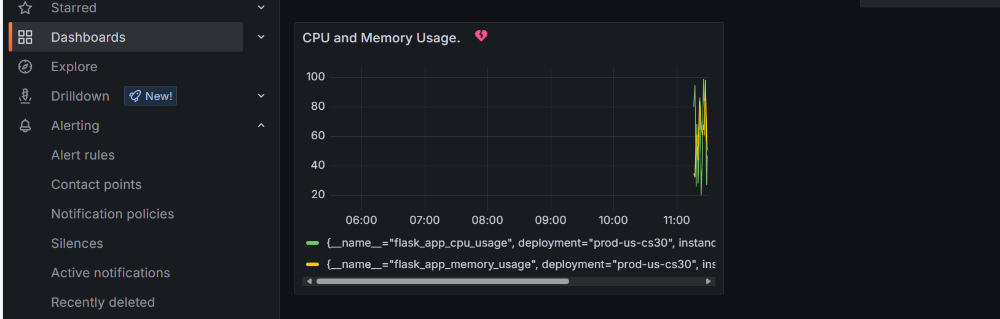 Starred
Dashboards
Explore
Drilldown New!
Alerting
Alert rules
Contact points
Notification policies
Silences
Active notifications
Recently deleted
CPU and Memory Usage.
100
80
60
40
20
06:00 07:00 08:00 09:00 10:00 11:00
{__name__="flask_app_cpu_usage", deployment="prod-us-cs30", instanc
{__name__="flask_app_memory_usage", deployment="prod-us-cs30", ins